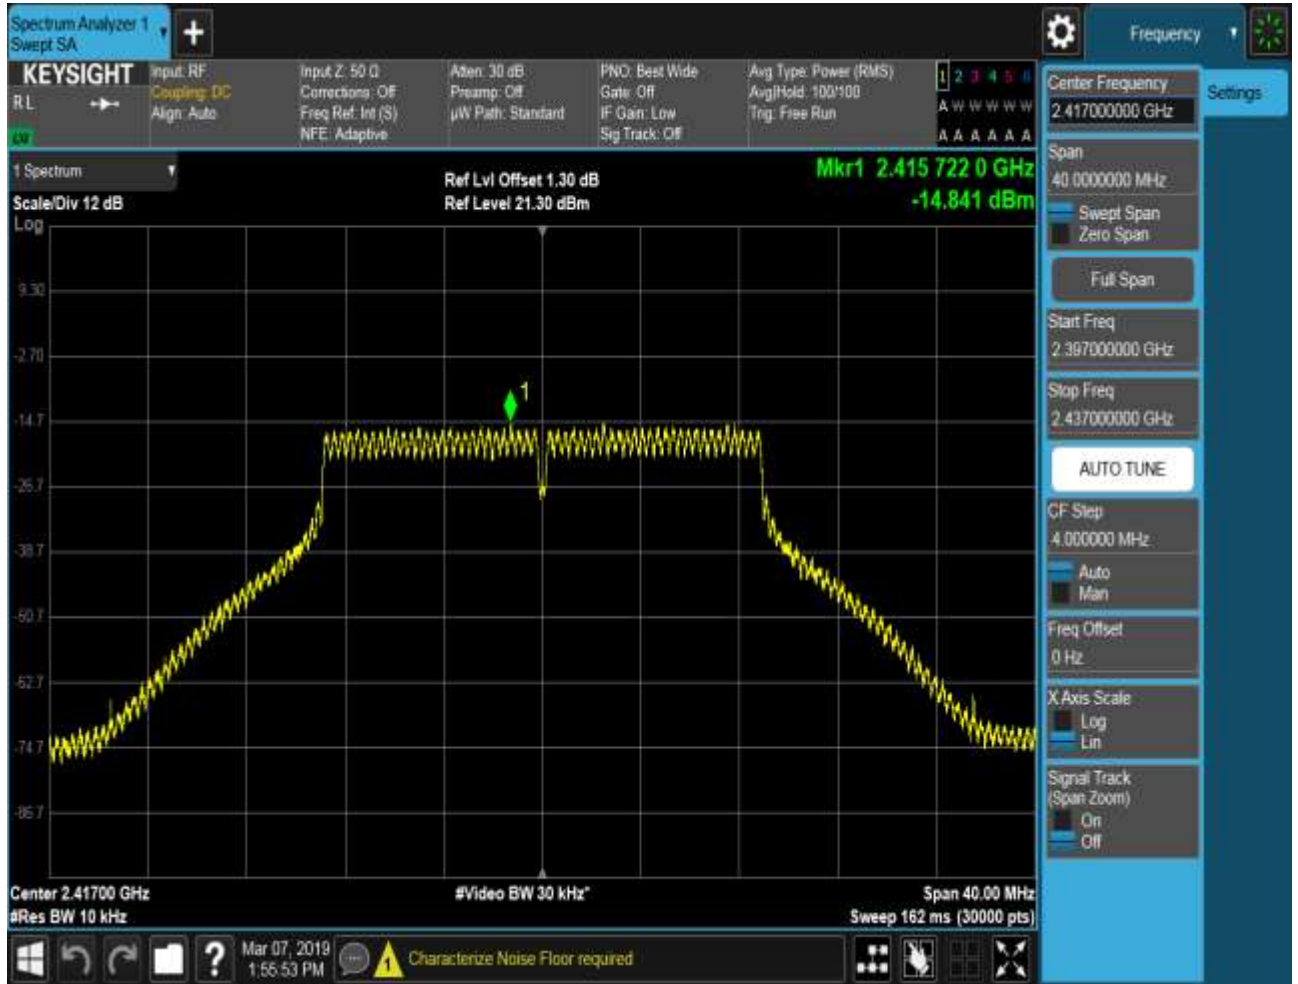 Spectrum Analyzer 1
Swept SA
+
Frequency
KEYSIGHT
RL
Input: RF
Coupling: DC
Align: Auto
Input Z: 50 Ω
Corrections: Off
Freq Ref: Int (S)
NFE: Adaptive
Atten: 30 dB
Preamp: Off
µW Path: Standard
PNO: Best Wide
Gate: Off
IF Gain: Low
Sig Track: Off
Avg Type: Power (RMS)
Avg|Hold: 100/100
Trig: Free Run
1 2 3 4 5 6
A W W W W W
A A A A A A
Center Frequency
2.417000000 GHz
Settings
Span
40.0000000 MHz
Swept Span
Zero Span
Full Span
Start Freq
2.397000000 GHz
Stop Freq
2.437000000 GHz
AUTO TUNE
CF Step
4.000000 MHz
Auto
Man
Freq Offset
0 Hz
X Axis Scale
Log
Lin
Signal Track
(Span Zoom)
On
Off
1 Spectrum
Scale/Div 12 dB
Log
Ref Lvl Offset 1.30 dB
Ref Level 21.30 dBm
Mkr1 2.415 722 0 GHz
-14.841 dBm
9.30
-2.70
1
-14.7
-26.7
-38.7
-50.7
-62.7
-74.7
-86.7
Center 2.41700 GHz
#Video BW 30 kHz*
Span 40.00 MHz
#Res BW 10 kHz
Sweep 162 ms (30000 pts)
?
Mar 07, 2019
1:55:53 PM
1
Characterize Noise Floor required